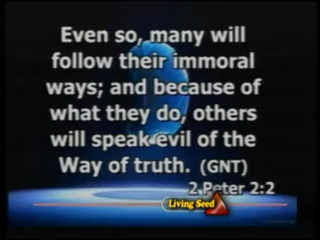 Even so, many will
follow their immoral
ways; and because of
what they do, others
will speak evil of the
Way of truth. (GNT)
2 Peter 2:2
Living Seed